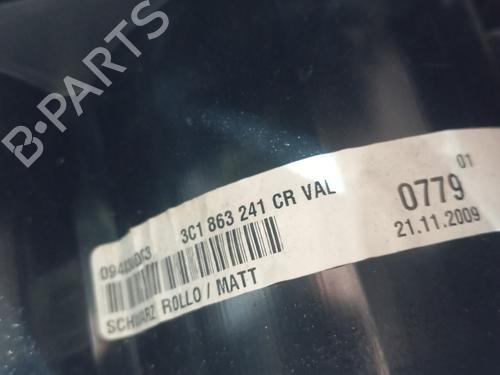 B-PARTS
3C1 863 241 CR VAL
SCHWARZ ROLLO / MATT
0779
01
21.11.2009